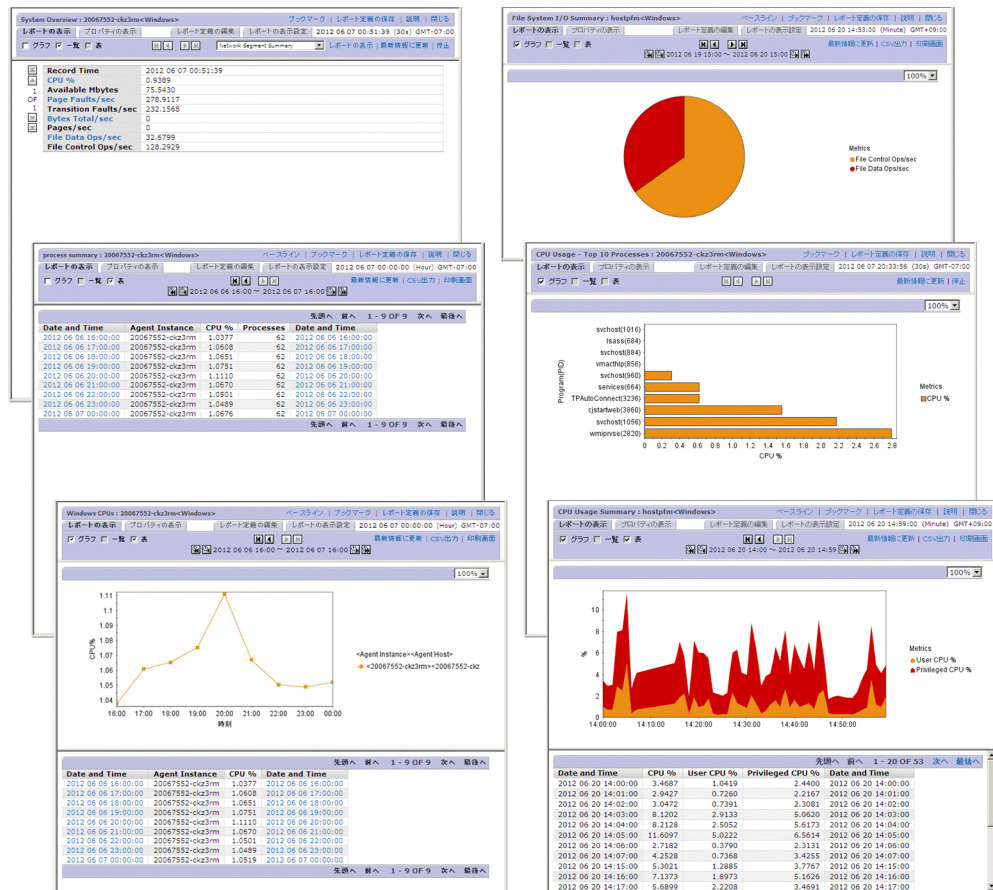 System Overview : 20067552-ckz3rm<Windows>
ブックマーク | レポート定義の保存 | 説明 | 閉じる
レポートの表示 プロパティの表示 レポート定義の編集 レポートの表示設定 2012 06 07 00:51:39 (30s) GMT-07:00
グラフ 一覧 表 Network Segment Summary レポートの表示 | 最新情報に更新 | 停止
Record Time 2012 06 07 00:51:39
CPU % 0.9389
Available Mbytes 75.5430
Page Faults/sec 278.9117
Transition Faults/sec 232.1568
Bytes Total/sec 0
Pages/sec 0
File Data Ops/sec 32.6799
File Control Ops/sec 128.2929
1
OF
1
File System I/O Summary : hostpfm<Windows>
ベースライン | ブックマーク | レポート定義の保存 | 説明 | 閉じる
レポートの表示 プロパティの表示 レポート定義の編集 レポートの表示設定 2012 06 20 14:53:00 (Minute) GMT+09:00
グラフ 一覧 表 最新情報に更新 | CSV出力 | 印刷画面
2012 06 19 15:00 ~ 2012 06 20 15:00
100%
Metrics
File Control Ops/sec
File Data Ops/sec
process summary : 20067552-ckz3rm<Windows>
ベースライン | ブックマーク | レポート定義の保存 | 説明 | 閉じる
レポートの表示 プロパティの表示 レポート定義の編集 レポートの表示設定 2012 06 07 00:00:00 (Hour) GMT-07:00
グラフ 一覧 表 最新情報に更新 | CSV出力 | 印刷画面
2012 06 06 16:00 ~ 2012 06 07 16:00
先頭へ 前へ 1 - 9 OF 9 次へ 最後へ
Date and Time Agent Instance CPU % Processes Date and Time
2012 06 06 16:00:00 20067552-ckz3rm 1.0377 62 2012 06 06 16:00:00
2012 06 06 17:00:00 20067552-ckz3rm 1.0608 62 2012 06 06 17:00:00
2012 06 06 18:00:00 20067552-ckz3rm 1.0651 62 2012 06 06 18:00:00
2012 06 06 19:00:00 20067552-ckz3rm 1.0751 62 2012 06 06 19:00:00
2012 06 06 20:00:00 20067552-ckz3rm 1.1110 62 2012 06 06 20:00:00
2012 06 06 21:00:00 20067552-ckz3rm 1.0670 62 2012 06 06 21:00:00
2012 06 06 22:00:00 20067552-ckz3rm 1.0501 62 2012 06 06 22:00:00
2012 06 06 23:00:00 20067552-ckz3rm 1.0489 62 2012 06 06 23:00:00
2012 06 07 00:00:00 20067552-ckz3rm 1.0676 62 2012 06 07 00:00:00
先頭へ 前へ 1 - 9 OF 9 次へ 最後へ
CPU Usage - Top 10 Processes : 20067552-ckz3rm<Windows>
ブックマーク | レポート定義の保存 | 説明 | 閉じる
レポートの表示 プロパティの表示 レポート定義の編集 レポートの表示設定 2012 06 07 20:33:56 (30s) GMT-07:00
グラフ 一覧 表 最新情報に更新 | 停止
100%
Program(PID)
svchost(1016)
lsass(684)
svchost(884)
vmacthlp(856)
svchost(960)
services(664)
TPAutoConnect(3236)
cjstartweb(3860)
svchost(1056)
wmiprvse(2820)
0 0.2 0.4 0.6 0.8 1.0 1.2 1.4 1.6 1.8 2.0 2.2 2.4 2.6 2.8
CPU %
Metrics
CPU %
Windows CPUs : 20067552-ckz3rm<Windows>
ベースライン | ブックマーク | レポート定義の保存 | 説明 | 閉じる
レポートの表示 プロパティの表示 レポート定義の編集 レポートの表示設定 2012 06 07 00:00:00 (Hour) GMT-07:00
グラフ 一覧 表 最新情報に更新 | CSV出力 | 印刷画面
2012 06 06 16:00 ~ 2012 06 07 16:00
100%
CPU%
1.11
1.1
1.09
1.08
1.07
1.06
1.05
1.04
16:00 17:00 18:00 19:00 20:00 21:00 22:00 23:00 00:00
時刻
<Agent Instance><Agent Host>
<20067552-ckz3rm><20067552-ckz
先頭へ 前へ 1 - 9 OF 9 次へ 最後へ
Date and Time Agent Instance CPU % Date and Time
2012 06 06 16:00:00 20067552-ckz3rm 1.0377 2012 06 06 16:00:00
2012 06 06 17:00:00 20067552-ckz3rm 1.0608 2012 06 06 17:00:00
2012 06 06 18:00:00 20067552-ckz3rm 1.0651 2012 06 06 18:00:00
2012 06 06 19:00:00 20067552-ckz3rm 1.0751 2012 06 06 19:00:00
2012 06 06 20:00:00 20067552-ckz3rm 1.1110 2012 06 06 20:00:00
2012 06 06 21:00:00 20067552-ckz3rm 1.0670 2012 06 06 21:00:00
2012 06 06 22:00:00 20067552-ckz3rm 1.0501 2012 06 06 22:00:00
2012 06 06 23:00:00 20067552-ckz3rm 1.0489 2012 06 06 23:00:00
2012 06 07 00:00:00 20067552-ckz3rm 1.0519 2012 06 07 00:00:00
先頭へ 前へ 1 - 9 OF 9 次へ 最後へ
CPU Usage Summary : hostpfm<Windows>
ベースライン | ブックマーク | レポート定義の保存 | 説明 | 閉じる
レポートの表示 プロパティの表示 レポート定義の編集 レポートの表示設定 2012 06 20 14:59:00 (Minute) GMT+09:00
グラフ 一覧 表 最新情報に更新 | CSV出力 | 印刷画面
2012 06 20 14:00 ~ 2012 06 20 14:59
100%
%
10
8
6
4
2
0
14:00:00 14:10:00 14:20:00 14:30:00 14:40:00 14:50:00
Metrics
User CPU %
Privileged CPU %
先頭へ 前へ 1 - 20 OF 53 次へ 最後へ
Date and Time CPU % User CPU % Privileged CPU % Date and Time
2012 06 20 14:00:00 3.4687 1.0419 2.4400 2012 06 20 14:00:00
2012 06 20 14:01:00 2.9427 0.7260 2.2167 2012 06 20 14:01:00
2012 06 20 14:02:00 3.0472 0.7391 2.3081 2012 06 20 14:02:00
2012 06 20 14:03:00 8.1202 2.9133 5.0620 2012 06 20 14:03:00
2012 06 20 14:04:00 8.2128 2.5052 5.6173 2012 06 20 14:04:00
2012 06 20 14:05:00 11.6097 5.0222 6.5614 2012 06 20 14:05:00
2012 06 20 14:06:00 2.7182 0.3790 2.3131 2012 06 20 14:06:00
2012 06 20 14:07:00 4.2528 0.7368 3.4255 2012 06 20 14:07:00
2012 06 20 14:15:00 5.3021 1.2885 3.7767 2012 06 20 14:15:00
2012 06 20 14:16:00 7.1373 1.8973 5.1626 2012 06 20 14:16:00
2012 06 20 14:17:00 5.6899 2.2208 3.4691 2012 06 20 14:17:00